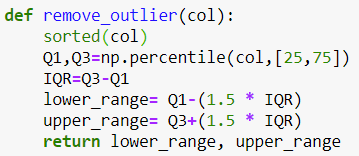 def remove_outlier(col):
    sorted(col)
    Q1,Q3=np.percentile(col,[25,75])
    IQR=Q3-Q1
    lower_range= Q1-(1.5 * IQR)
    upper_range= Q3+(1.5 * IQR)
    return lower_range, upper_range